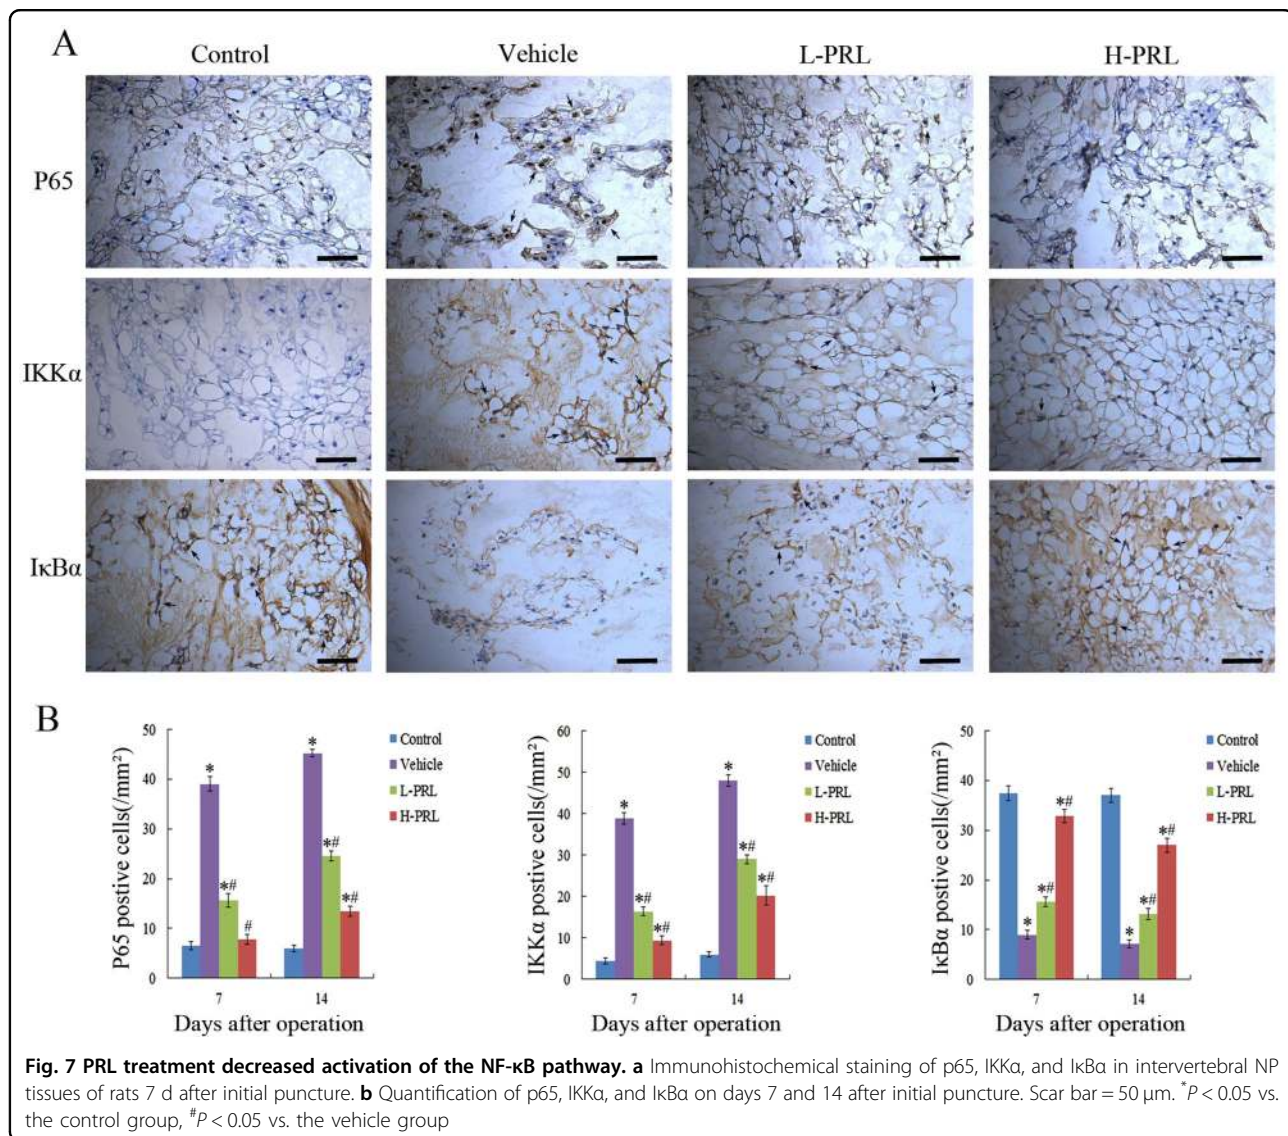 A
Control Vehicle L-PRL H-PRL
P65
IKKα
IκBα
B
P65 postive cells(/mm²)
50
40
30
20
10
0
7 14
Days after operation
Control
Vehicle
L-PRL
H-PRL
* *# # * *# *#
IKKα postive cells(/mm²)
60
50
40
30
20
10
0
7 14
Days after operation
Control
Vehicle
L-PRL
H-PRL
* *# *# * *# *#
IκBα postive cells(/mm²)
50
40
30
20
10
0
7 14
Days after operation
Control
Vehicle
L-PRL
H-PRL
* *# *# * *# *#
Fig. 7 PRL treatment decreased activation of the NF-κB pathway. a Immunohistochemical staining of p65, IKKα, and IκBα in intervertebral NP
tissues of rats 7 d after initial puncture. b Quantification of p65, IKKα, and IκBα on days 7 and 14 after initial puncture. Scar bar = 50 μm. *P < 0.05 vs.
the control group, #P < 0.05 vs. the vehicle group